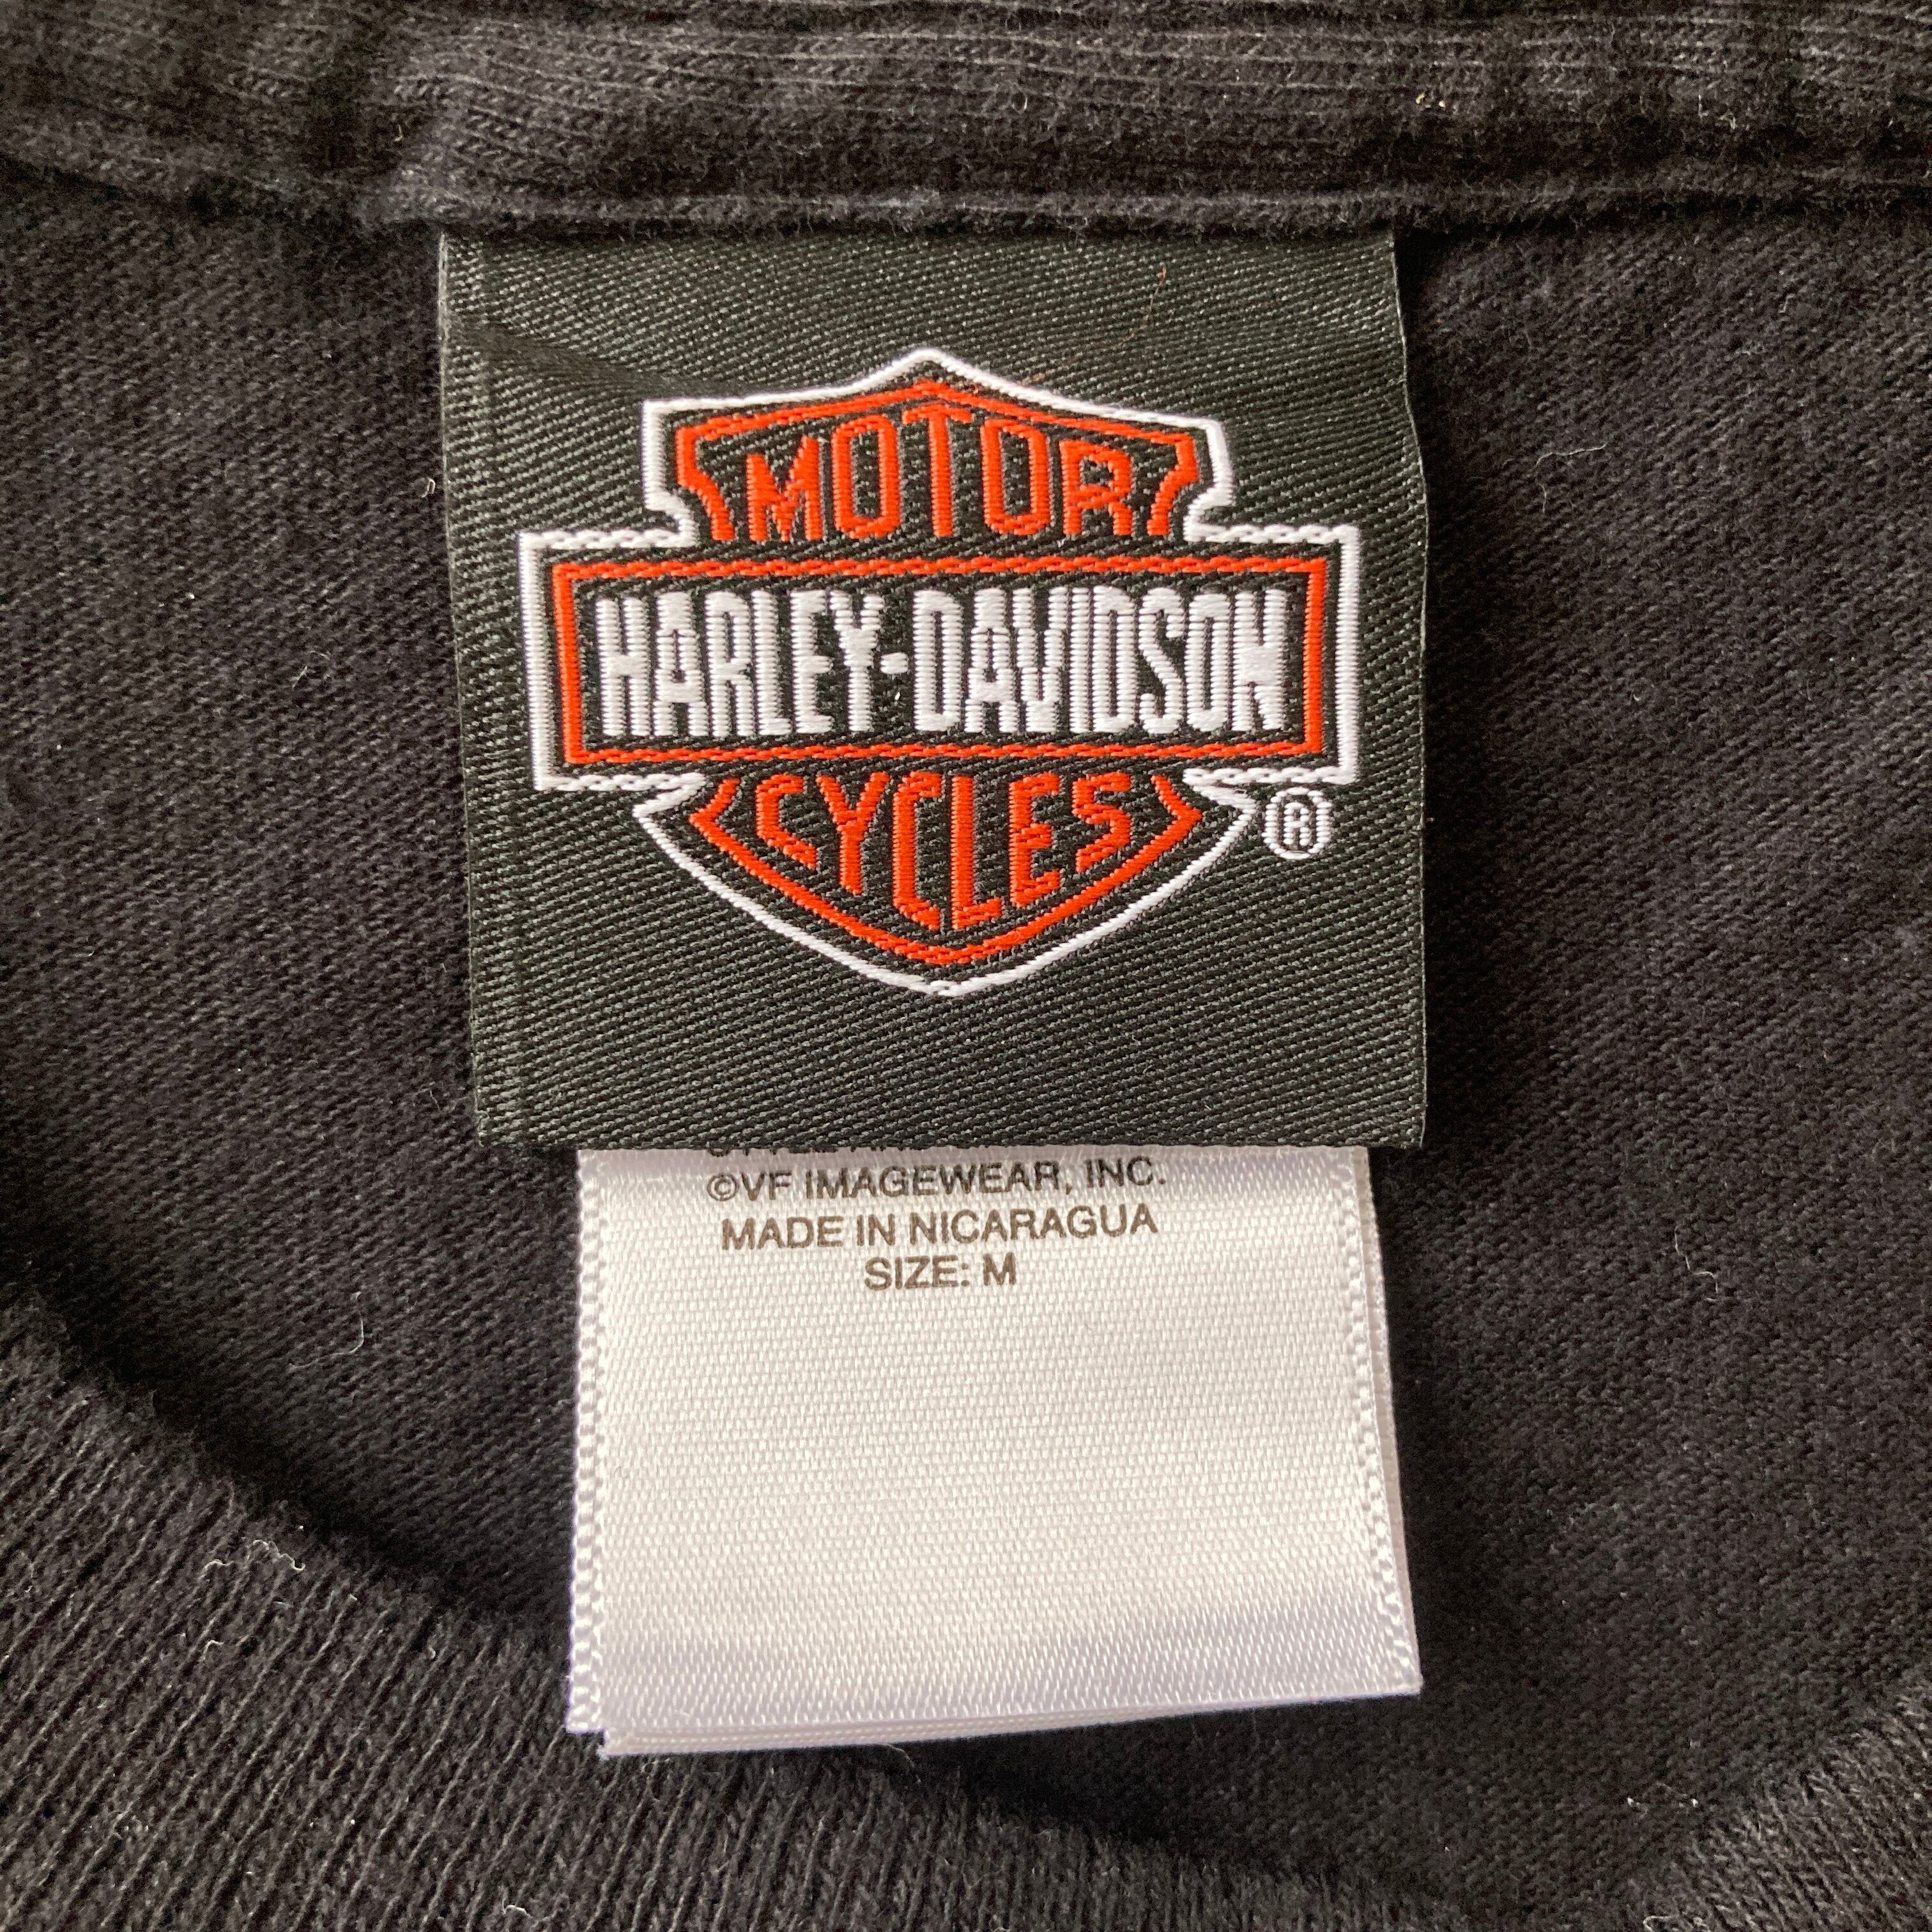 MOTOR
HARLEY-DAVIDSON
CYCLES
®
©VF IMAGEWEAR, INC.
MADE IN NICARAGUA
SIZE: M